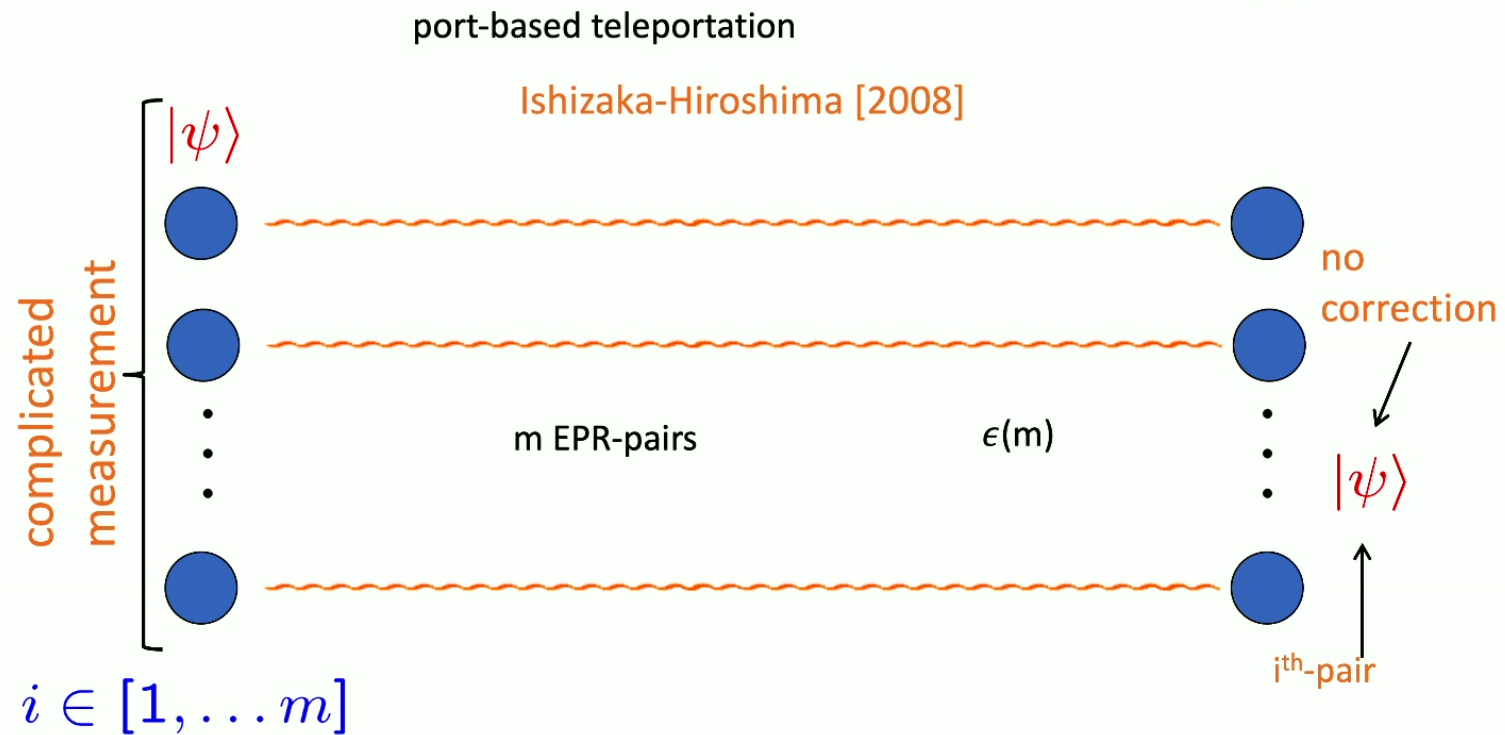 port-based teleportation
Ishizaka-Hiroshima [2008]
|ψ⟩
complicated
measurement
no
correction
m EPR-pairs
ϵ(m)
|ψ⟩
iᵗʰ-pair
i ∈ [1, . . . m]